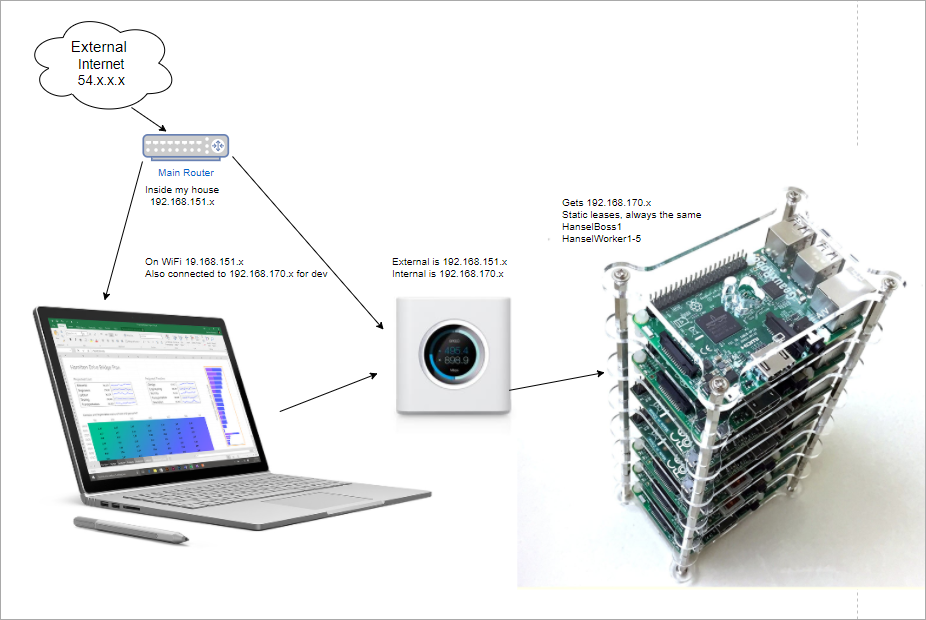 External
Internet
54.x.x.x
Main Router
Inside my house
192.168.151.x
On WiFi 19.168.151.x
Also connected to 192.168.170.x for dev
External is 192.168.151.x
Internal is 192.168.170.x
Gets 192.168.170.x
Static leases, always the same
HanselBoss1
HanselWorker1-5
HDMI